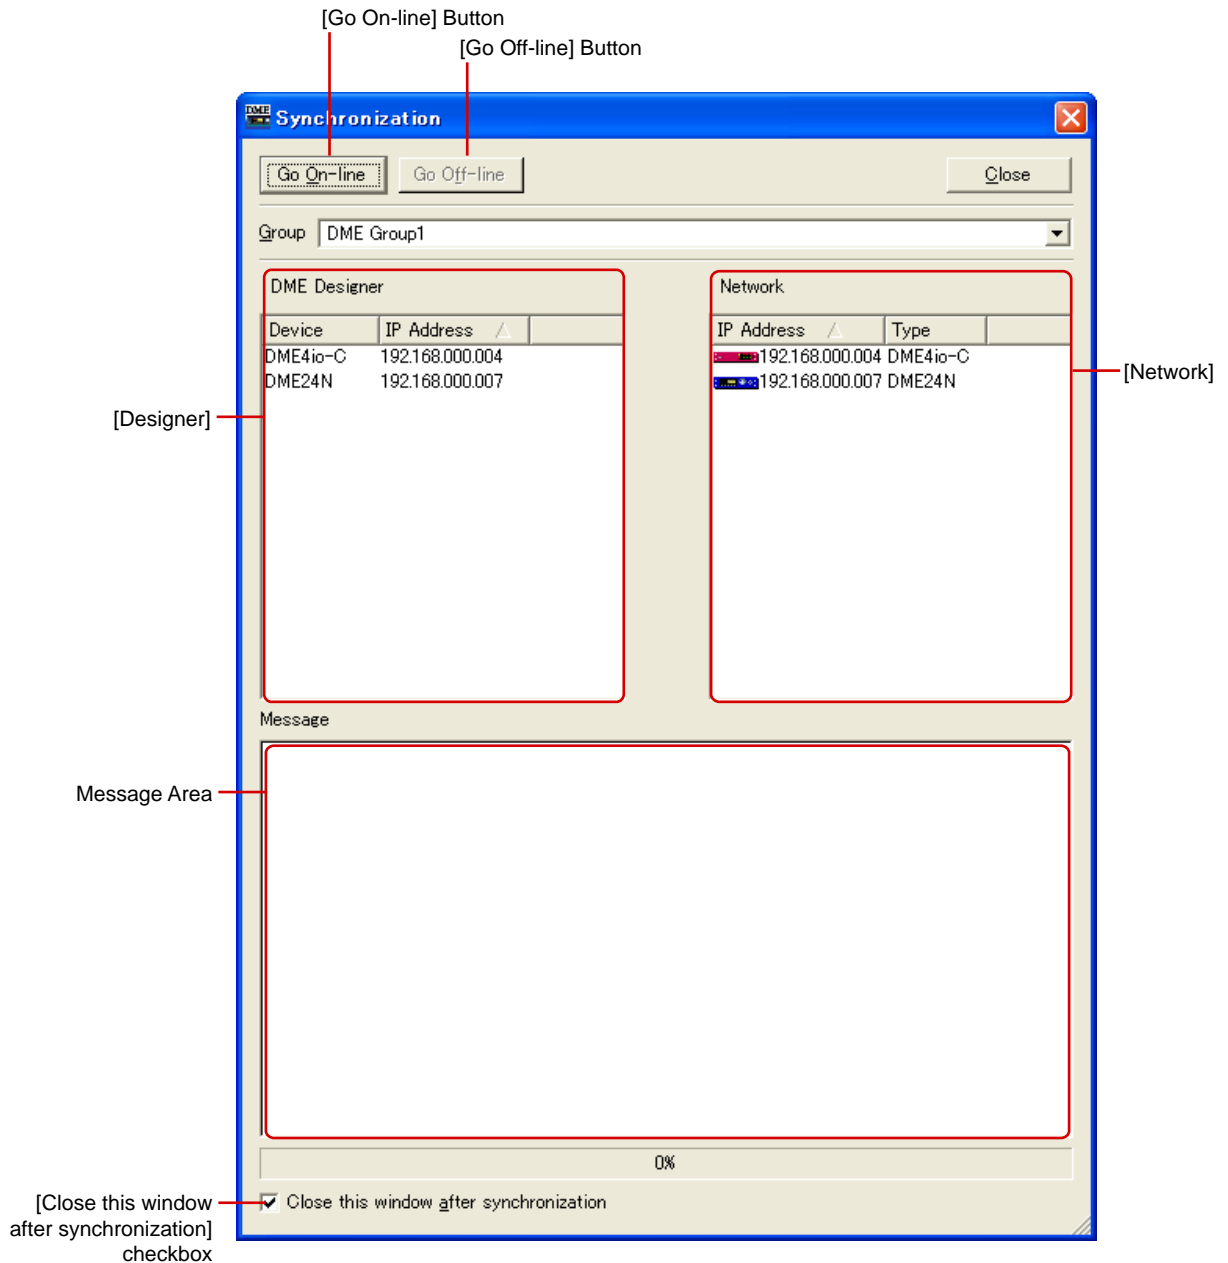 [Go On-line] Button
[Go Off-line] Button
DME Synchronization
Go On-line Go Off-line Close
Group DME Group1
DME Designer Network
Device IP Address IP Address Type
DME4io-C 192.168.000.004 192.168.000.004 DME4io-C
DME24N 192.168.000.007 192.168.000.007 DME24N
[Network]
[Designer]
Message
Message Area
0%
[Close this window
after synchronization]
checkbox
Close this window after synchronization